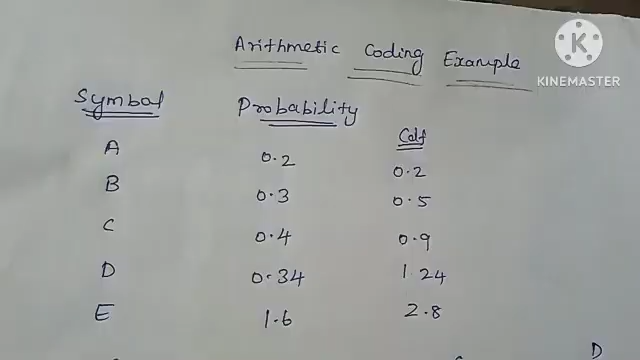 Arithmetic Coding Example
KINEMASTER
Symbol Probability Cdf
A 0.2 0.2
B 0.3 0.5
C 0.4 0.9
D 0.34 1.24
E 1.6 2.8
D